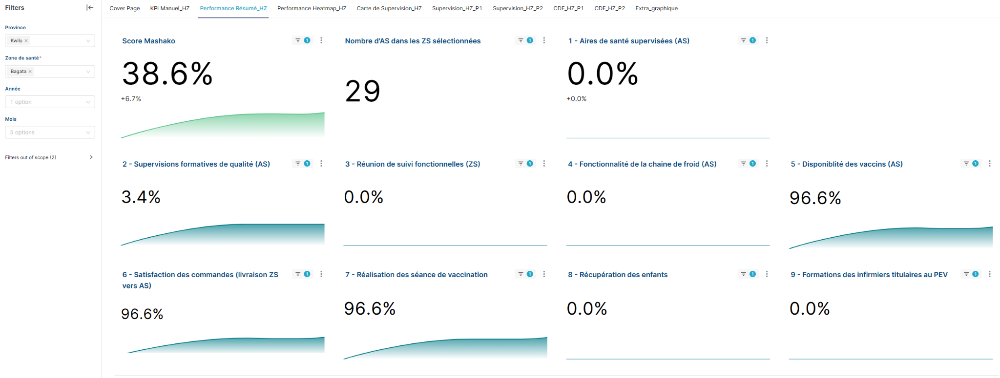 Filters
Province
Kwilu
Zone de santé*
Bagata
Année
1 option
Mois
5 options
Filters out of scope (2)
Cover Page KPI Manuel_HZ Performance Résumé_HZ Performance Heatmap_HZ Carte de Supervision_HZ Supervision_HZ_P1 Supervision_HZ_P2 CDF_HZ_P1 CDF_HZ_P2 Extra_graphique
Score Mashako
1
38.6%
+6.7%
Nombre d'AS dans les ZS sélectionnées
1
29
1 - Aires de santé supervisées (AS)
1
0.0%
+0.0%
2 - Supervisions formatives de qualité (AS)
1
3.4%
3 - Réunion de suivi fonctionnelles (ZS)
1
0.0%
4 - Fonctionnalité de la chaine de froid (AS)
1
0.0%
5 - Disponiblité des vaccins (AS)
1
96.6%
6 - Satisfaction des commandes (livraison ZS
vers AS)
1
96.6%
7 - Réalisation des séance de vaccination
1
96.6%
8 - Récupération des enfants
1
0.0%
9 - Formations des infirmiers titulaires au PEV
1
0.0%